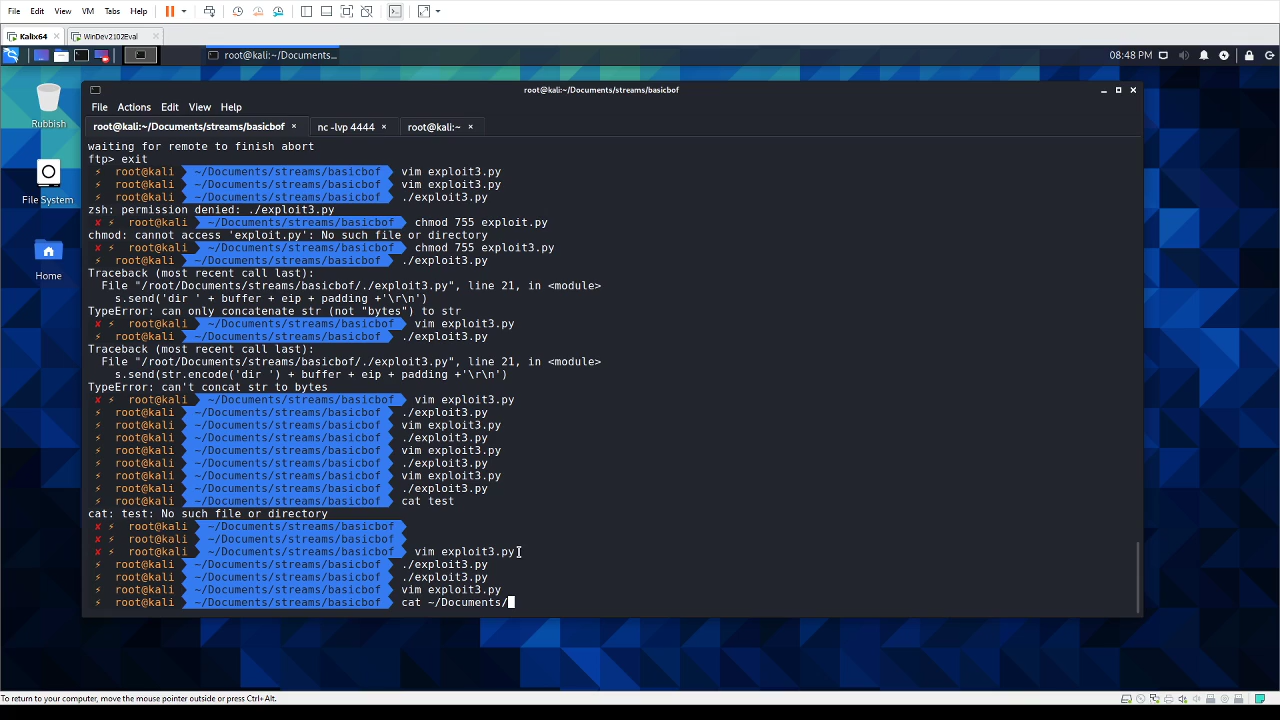 File Edit View VM Tabs Help
Kalix64 WinDev2102Eval
root@kali:~/Documents... 08:48 PM
root@kali:~/Documents/streams/basicbof
File Actions Edit View Help
root@kali:~/Documents/streams/basicbof nc -lvp 4444 root@kali:~
Rubbish
File System
Home
waiting for remote to finish abort
ftp> exit
⚡ root@kali ~/Documents/streams/basicbof vim exploit3.py
⚡ root@kali ~/Documents/streams/basicbof vim exploit3.py
⚡ root@kali ~/Documents/streams/basicbof ./exploit3.py
zsh: permission denied: ./exploit3.py
✘ ⚡ root@kali ~/Documents/streams/basicbof chmod 755 exploit.py
chmod: cannot access 'exploit.py': No such file or directory
✘ ⚡ root@kali ~/Documents/streams/basicbof chmod 755 exploit3.py
⚡ root@kali ~/Documents/streams/basicbof ./exploit3.py
Traceback (most recent call last):
File "/root/Documents/streams/basicbof/./exploit3.py", line 21, in <module>
s.send('dir ' + buffer + eip + padding +'\r\n')
TypeError: can only concatenate str (not "bytes") to str
✘ ⚡ root@kali ~/Documents/streams/basicbof vim exploit3.py
⚡ root@kali ~/Documents/streams/basicbof ./exploit3.py
Traceback (most recent call last):
File "/root/Documents/streams/basicbof/./exploit3.py", line 21, in <module>
s.send(str.encode('dir ') + buffer + eip + padding +'\r\n')
TypeError: can't concat str to bytes
✘ ⚡ root@kali ~/Documents/streams/basicbof vim exploit3.py
⚡ root@kali ~/Documents/streams/basicbof ./exploit3.py
⚡ root@kali ~/Documents/streams/basicbof vim exploit3.py
⚡ root@kali ~/Documents/streams/basicbof ./exploit3.py
⚡ root@kali ~/Documents/streams/basicbof vim exploit3.py
⚡ root@kali ~/Documents/streams/basicbof ./exploit3.py
⚡ root@kali ~/Documents/streams/basicbof vim exploit3.py
⚡ root@kali ~/Documents/streams/basicbof ./exploit3.py
⚡ root@kali ~/Documents/streams/basicbof cat test
cat: test: No such file or directory
✘ ⚡ root@kali ~/Documents/streams/basicbof
✘ ⚡ root@kali ~/Documents/streams/basicbof
✘ ⚡ root@kali ~/Documents/streams/basicbof vim exploit3.py
⚡ root@kali ~/Documents/streams/basicbof ./exploit3.py
⚡ root@kali ~/Documents/streams/basicbof ./exploit3.py
⚡ root@kali ~/Documents/streams/basicbof vim exploit3.py
⚡ root@kali ~/Documents/streams/basicbof cat ~/Documents/
To return to your computer, move the mouse pointer outside or press Ctrl+Alt.